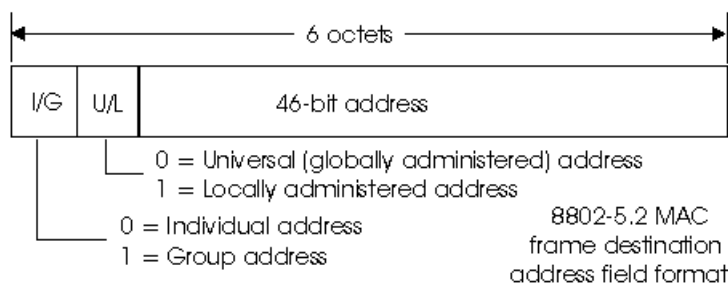 6 octets
I/G U/L 46-bit address
0 = Universal (globally administered) address
1 = Locally administered address
0 = Individual address
1 = Group address
8802-5.2 MAC
frame destination
address field format